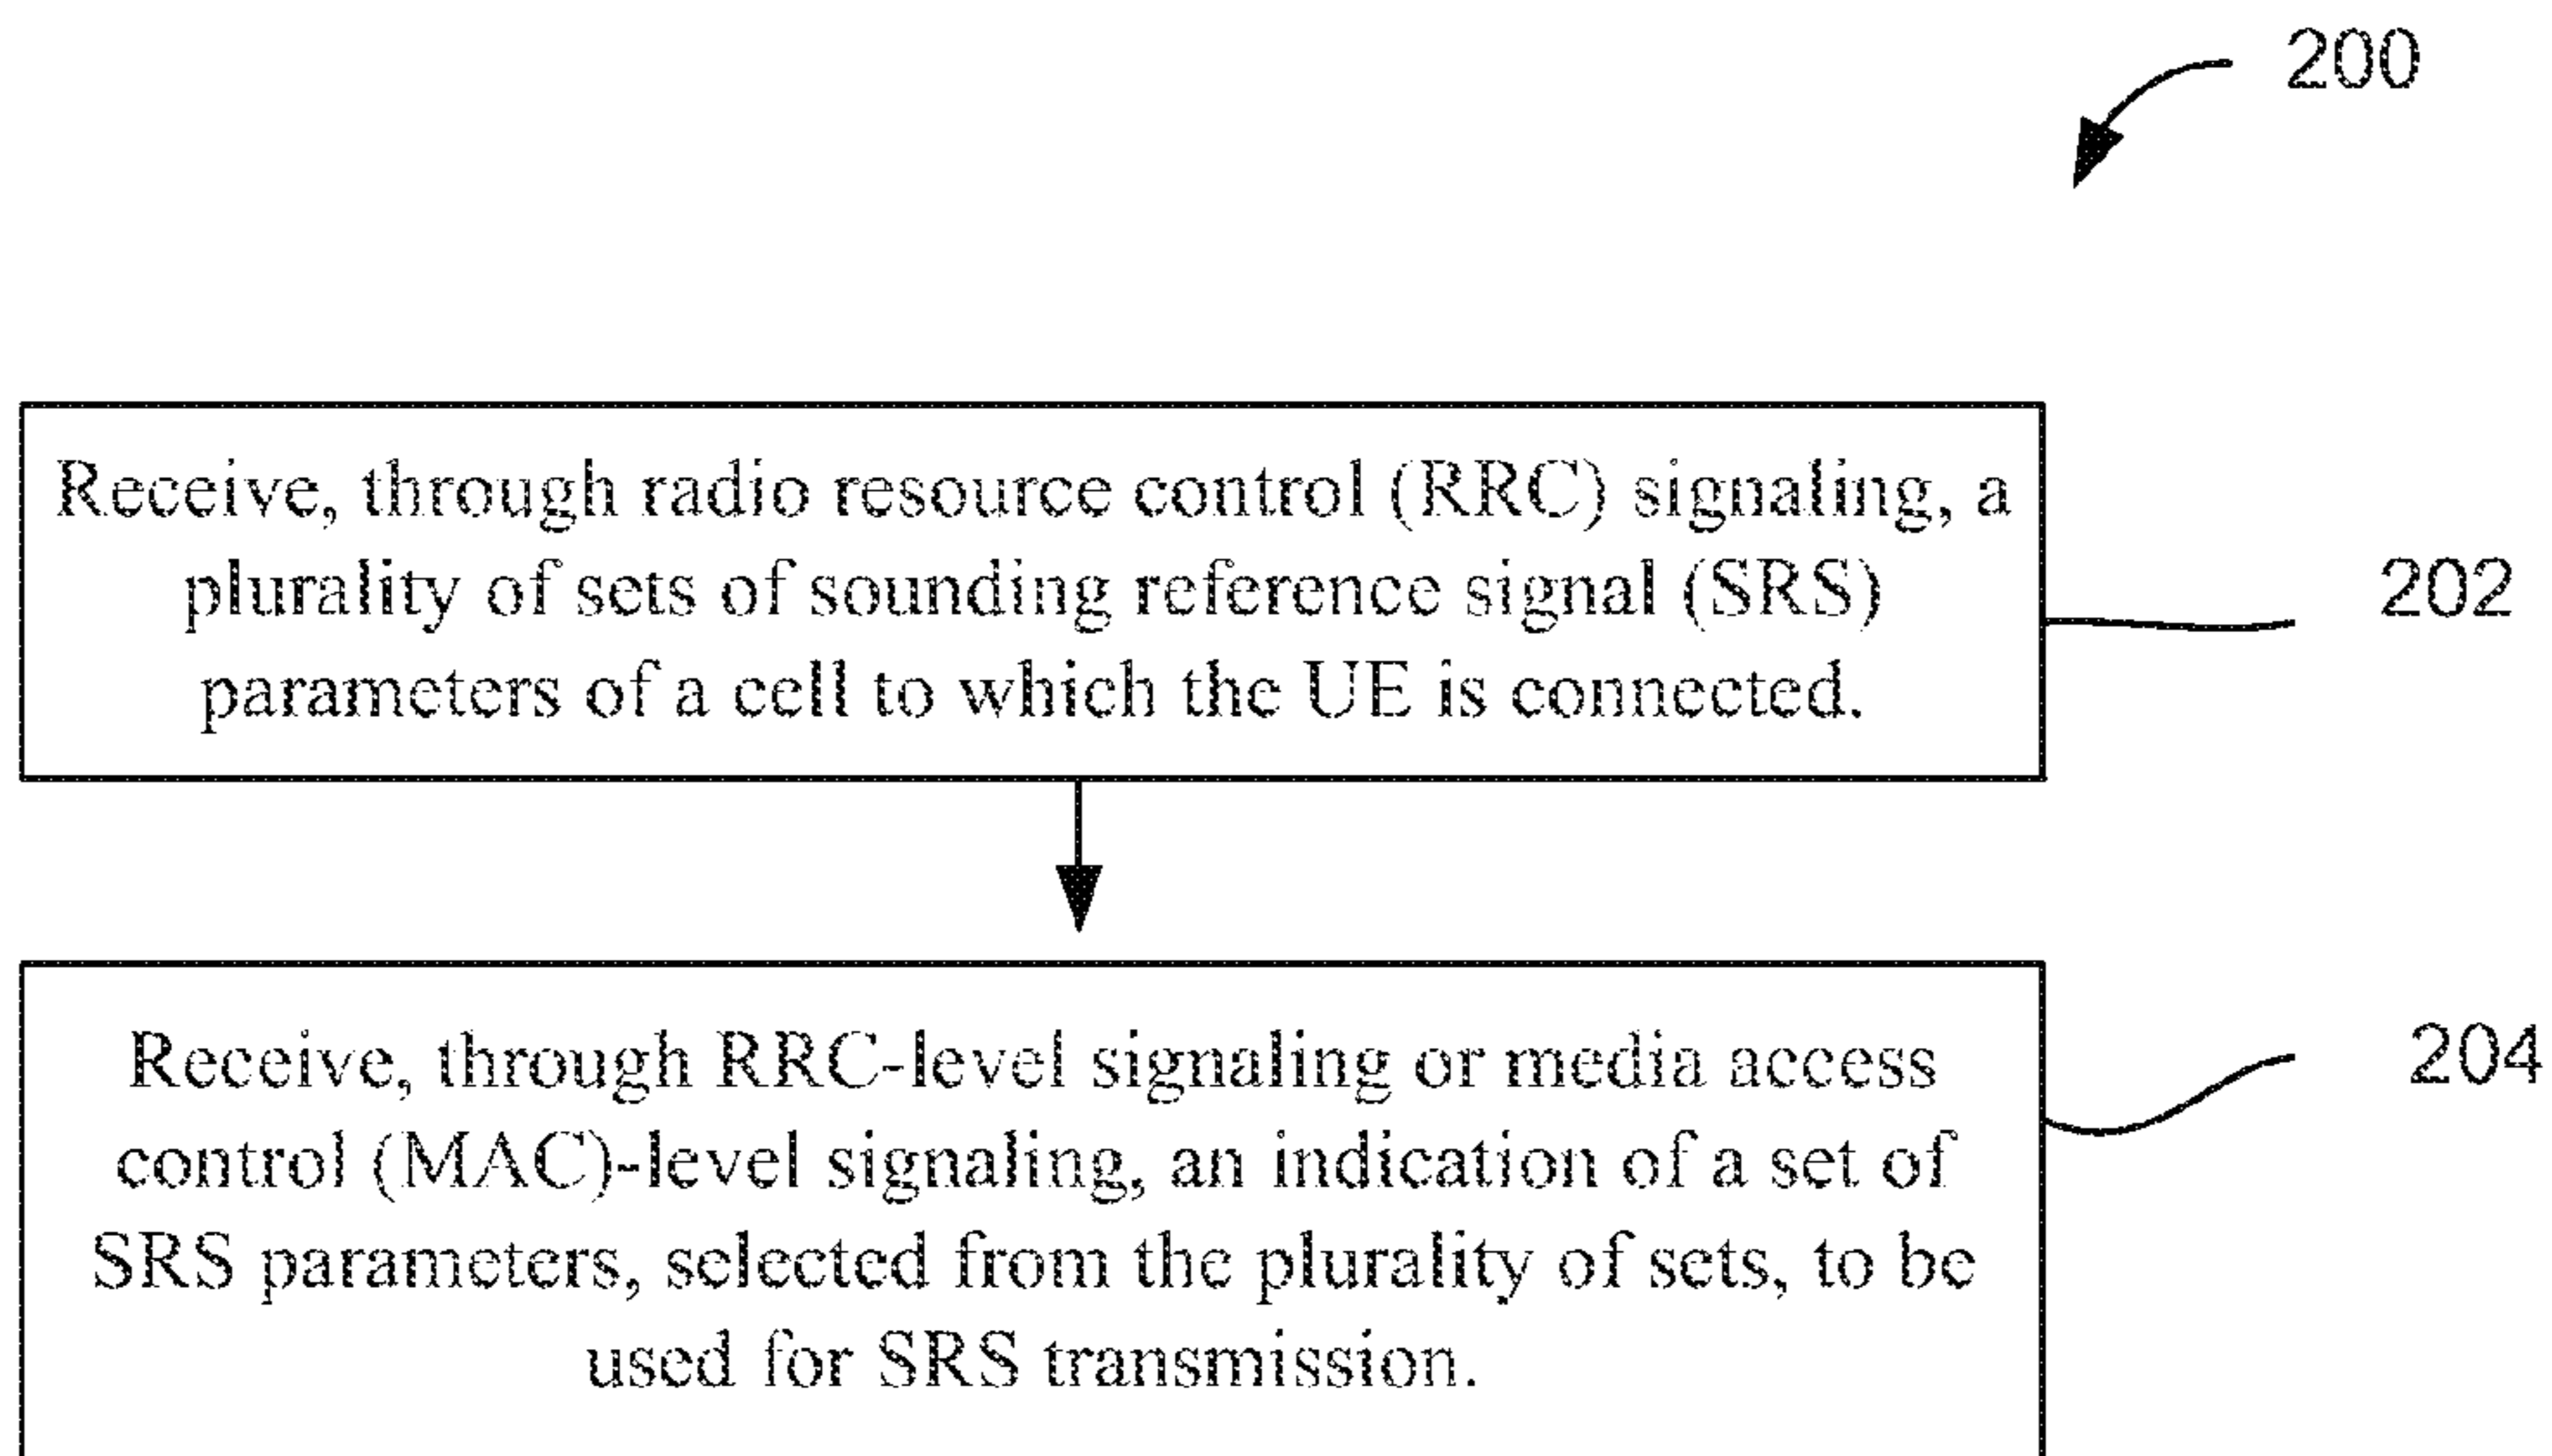 200
Receive, through radio resource control (RRC) signaling, a
plurality of sets of sounding reference signal (SRS)
parameters of a cell to which the UE is connected.
202
Receive, through RRC-level signaling or media access
control (MAC)-level signaling, an indication of a set of
SRS parameters, selected from the plurality of sets, to be
used for SRS transmission.
204